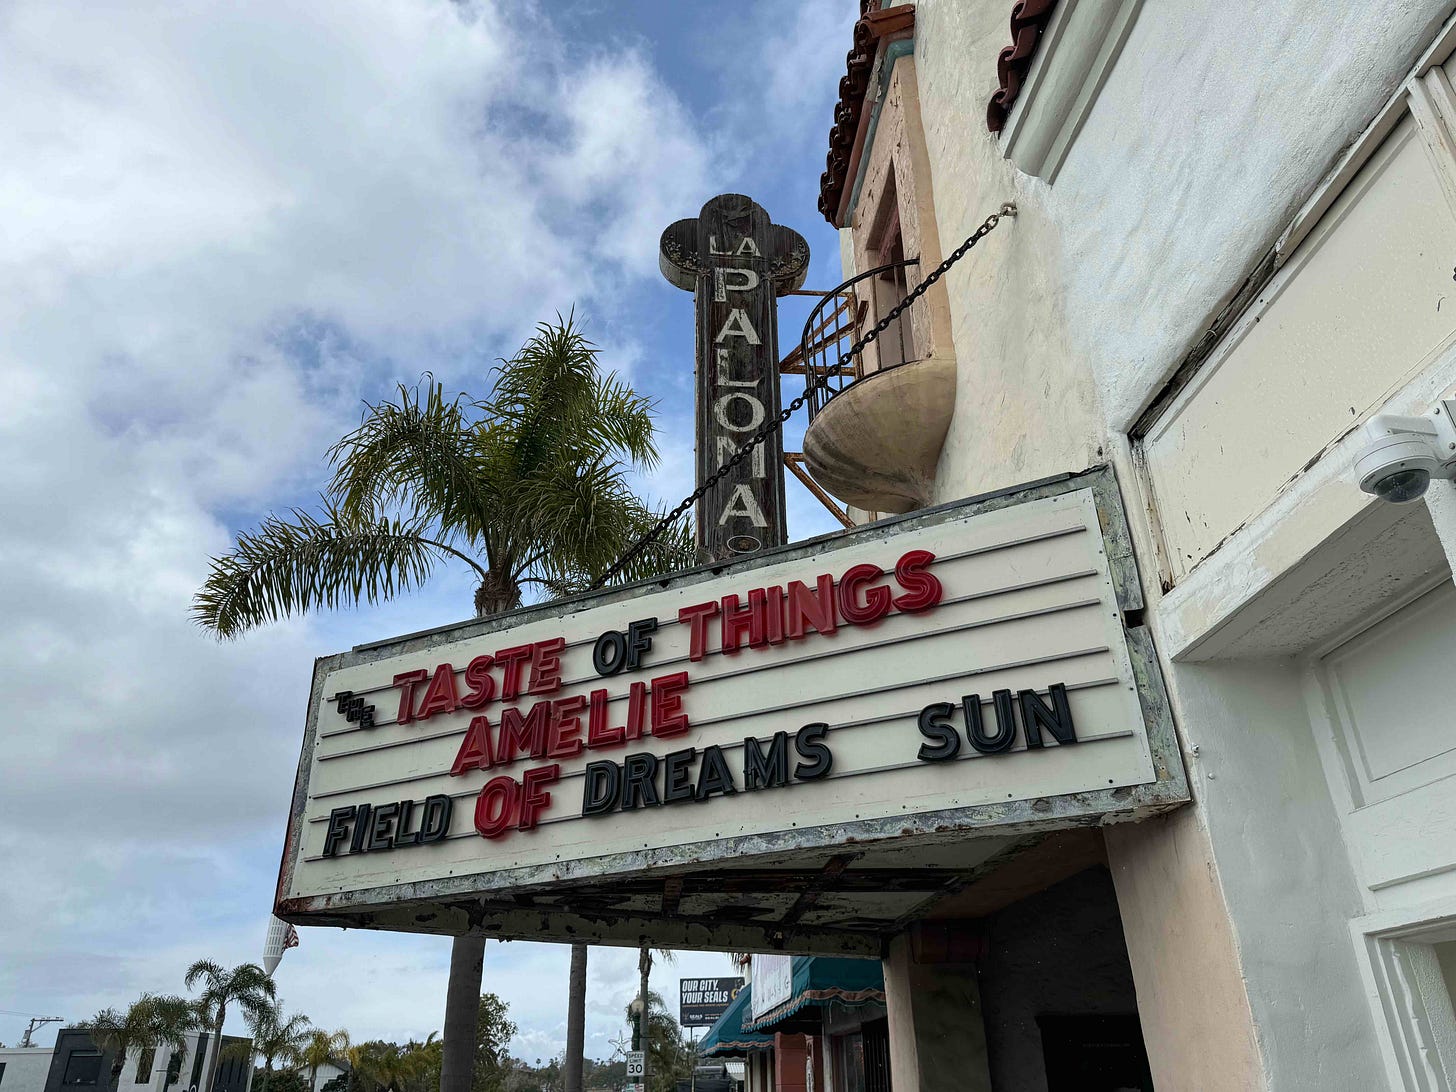 LA
PALOMA
THE TASTE OF THINGS
AMELIE
FIELD OF DREAMS SUN
OUR CITY.
YOUR SEALS
SPEED
LIMIT
30